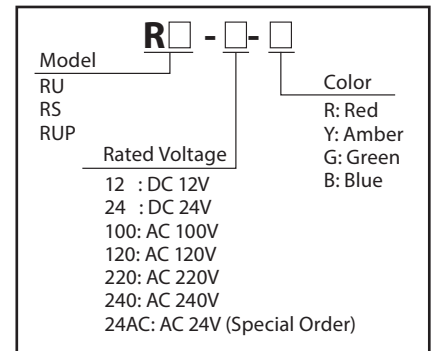 R□ - □- □
Model
RU
RS
RUP
Rated Voltage
12 : DC 12V
24 : DC 24V
100: AC 100V
120: AC 120V
220: AC 220V
240: AC 240V
24AC: AC 24V (Special Order)
Color
R: Red
Y: Amber
G: Green
B: Blue